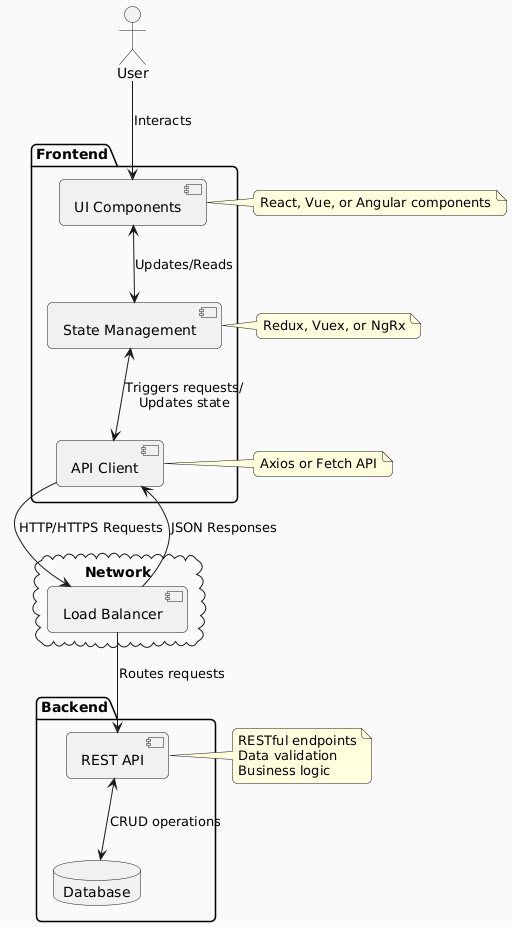 User
Interacts
Frontend
UI Components
React, Vue, or Angular components
Updates/Reads
State Management
Redux, Vuex, or NgRx
Triggers requests/
Updates state
API Client
Axios or Fetch API
HTTP/HTTPS Requests
JSON Responses
Network
Load Balancer
Routes requests
Backend
REST API
RESTful endpoints
Data validation
Business logic
CRUD operations
Database